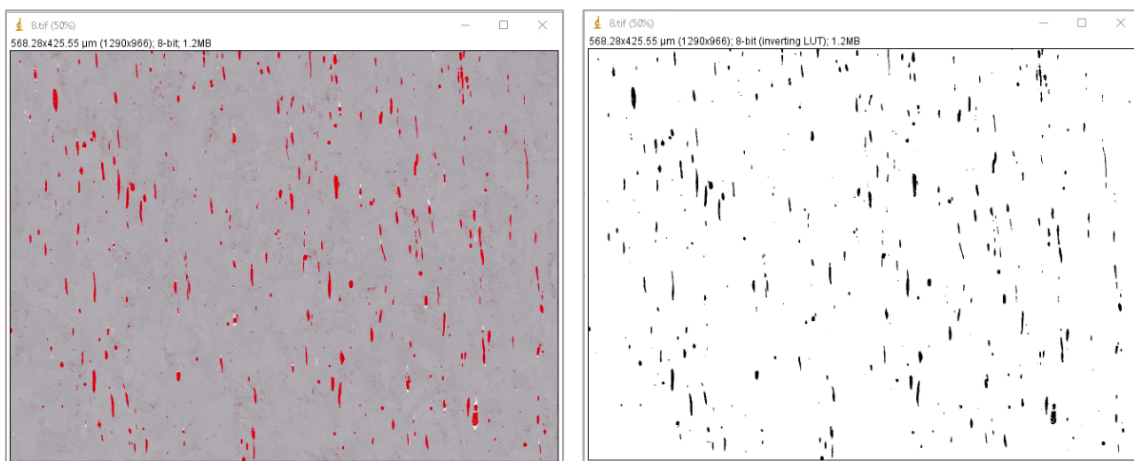 8.tif (50%)
568.28x425.55 µm (1290x966); 8-bit; 1.2MB
8.tif (50%)
568.28x425.55 µm (1290x966); 8-bit (inverting LUT); 1.2MB